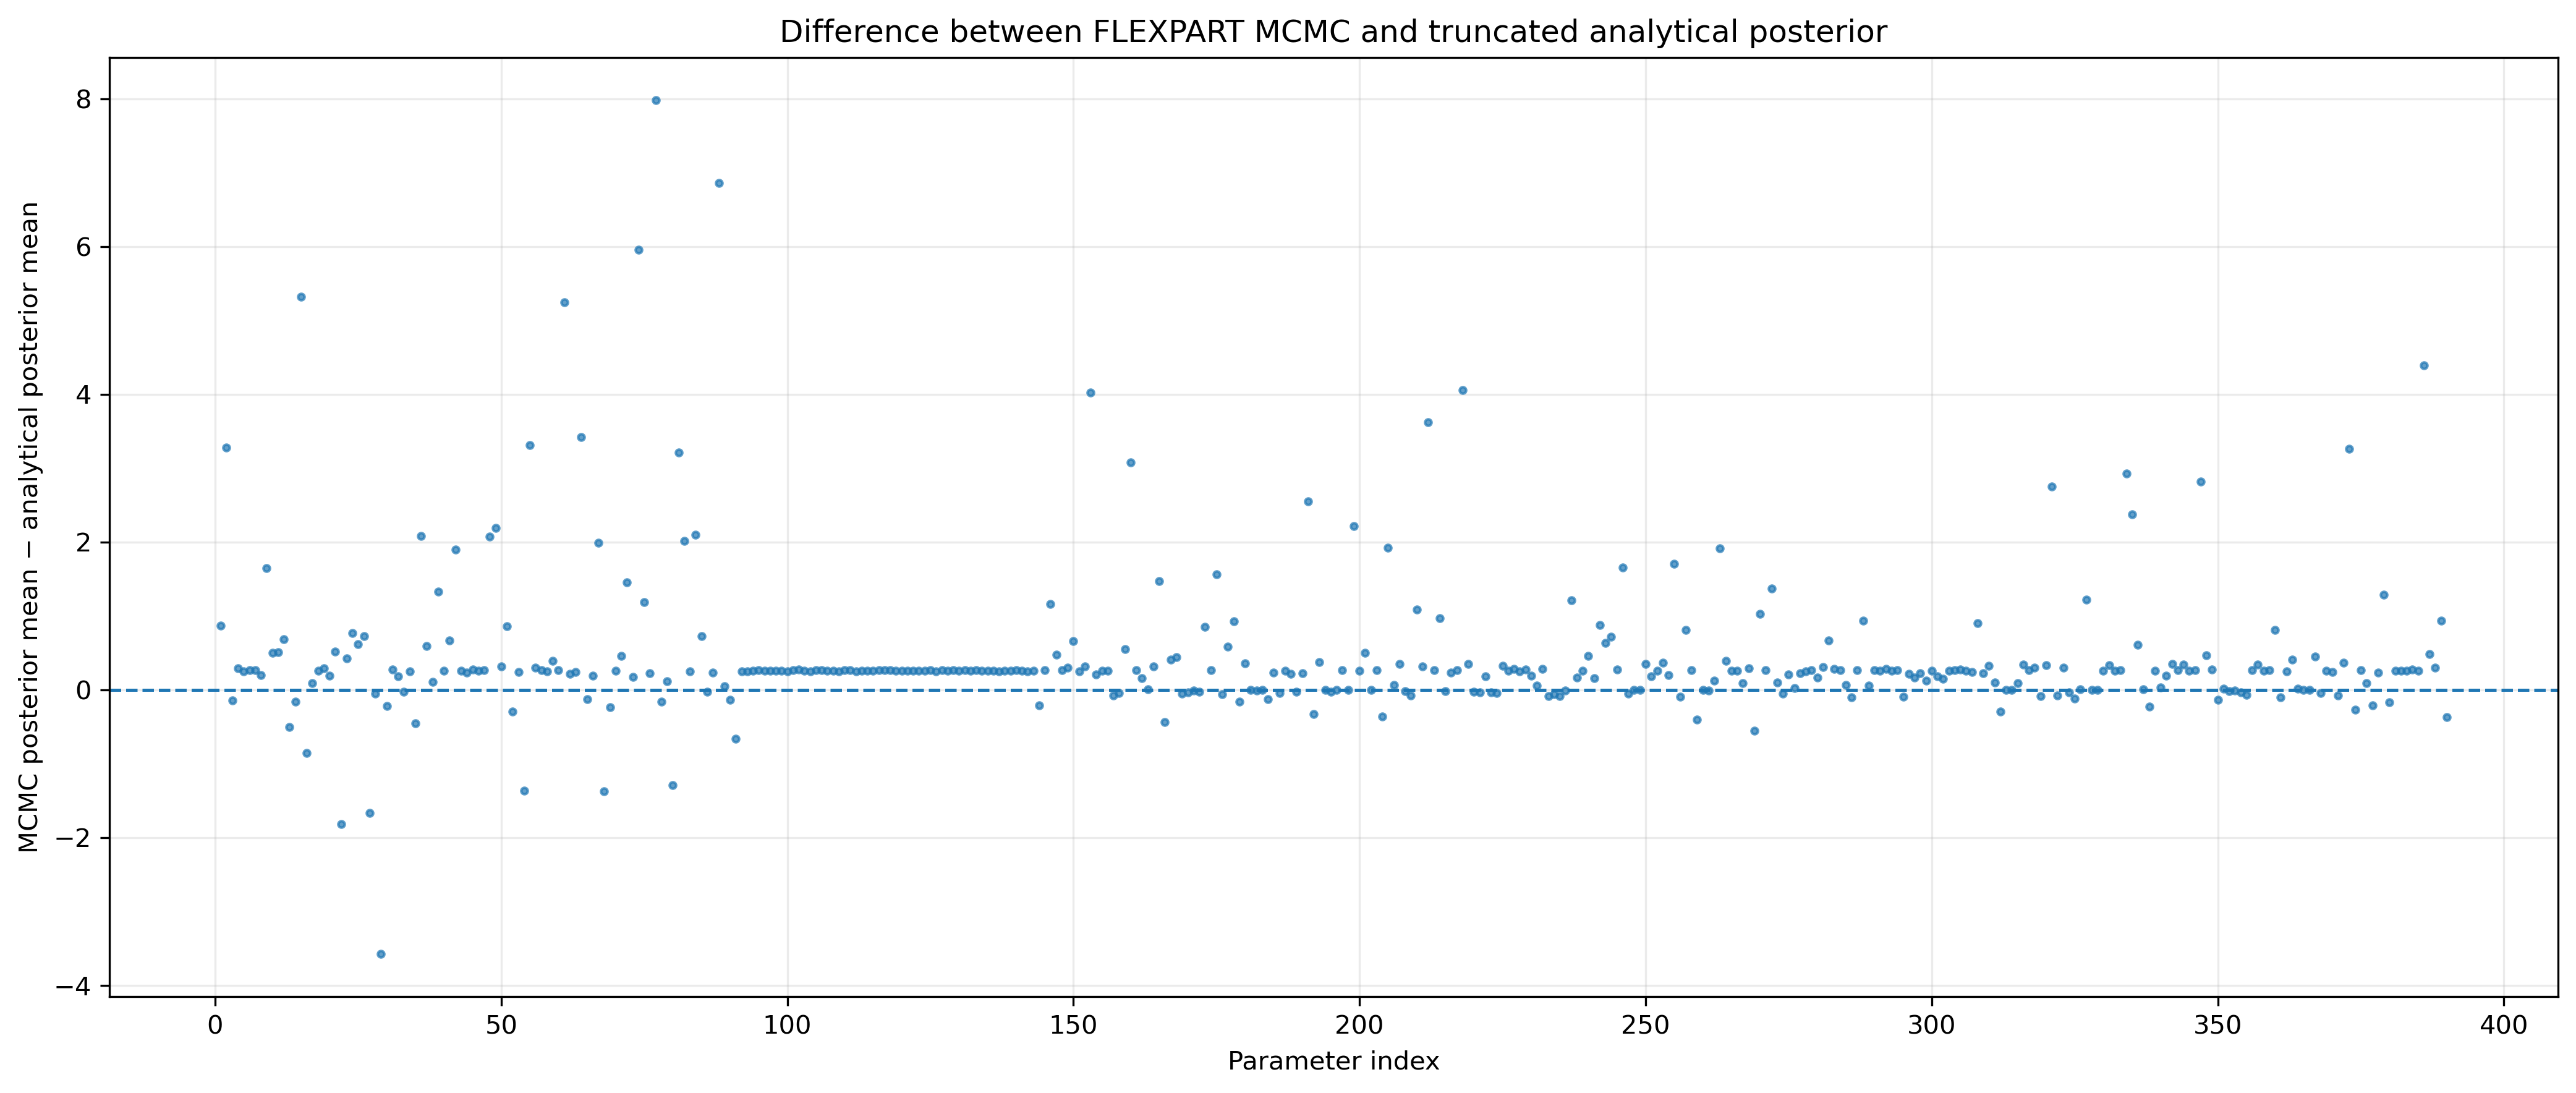 Difference between FLEXPART MCMC and truncated analytical posterior
MCMC posterior mean − analytical posterior mean
8
6
4
2
0
−2
−4
0 50 100 150 200 250 300 350 400
Parameter index